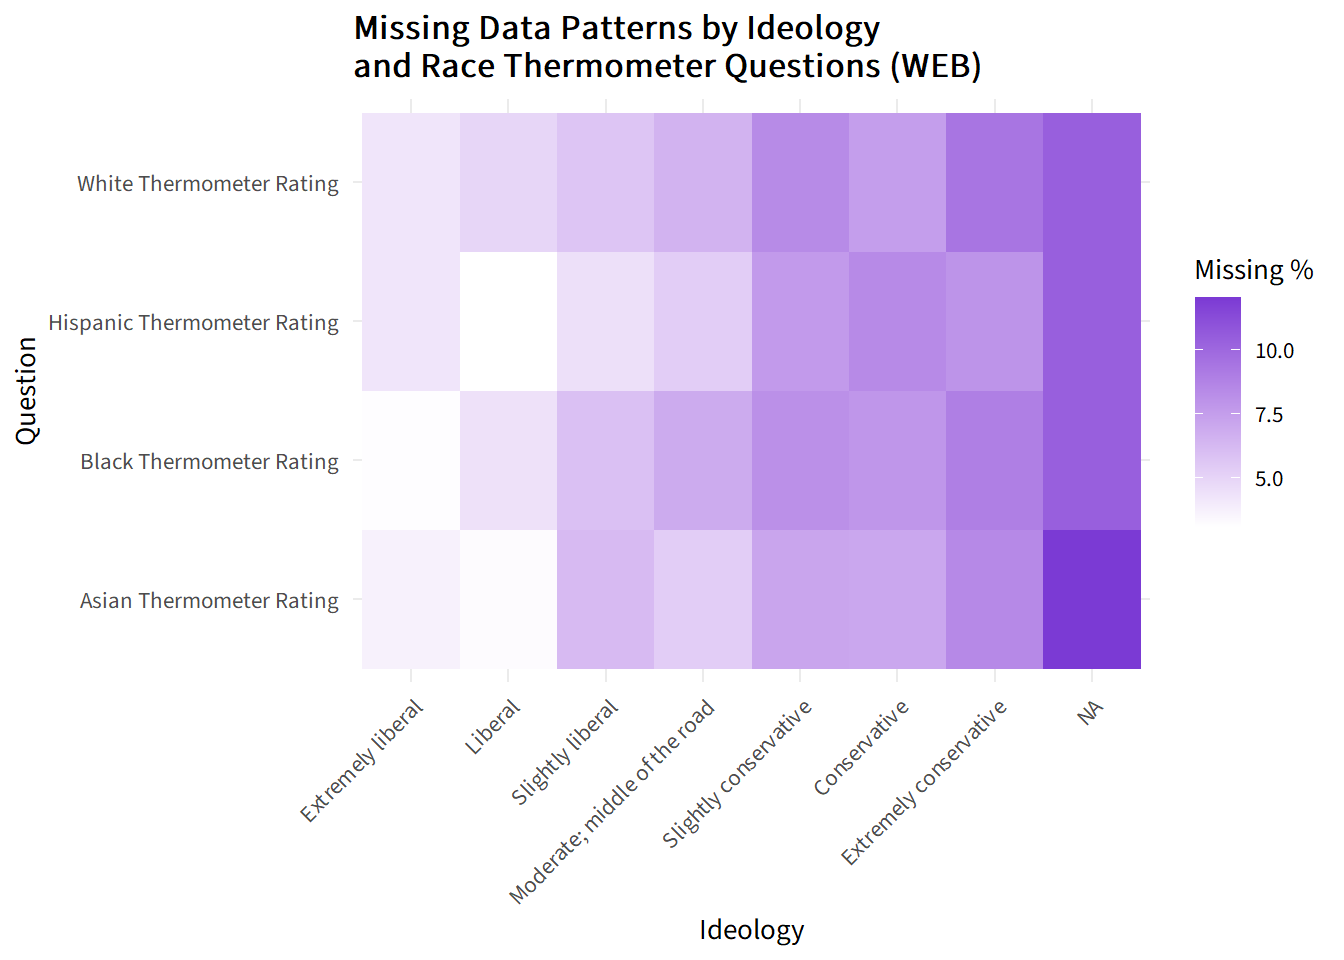 Missing Data Patterns by Ideology
and Race Thermometer Questions (WEB)
Question
White Thermometer Rating
Hispanic Thermometer Rating
Black Thermometer Rating
Asian Thermometer Rating
Missing %
10.0
7.5
5.0
Extremely liberal
Liberal
Slightly liberal
Moderate; middle of the road
Slightly conservative
Conservative
Extremely conservative
NA
Ideology